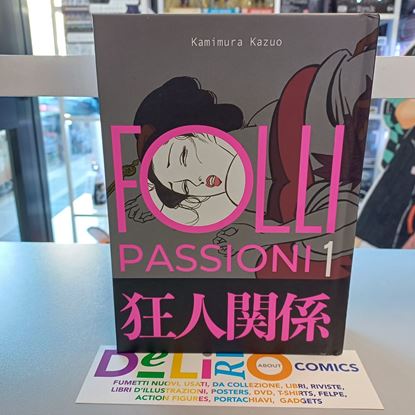 Kamimura Kazuo
FOLLI
PASSIONI 1
狂人関係
DeLiRIO ABOUT COMICS
FUMETTI NUOVI, USATI, DA COLLEZIONE, LIBRI, RIVISTE,
LIBRI D'ILLUSTRAZIONI, POSTERS, DVD, T-SHIRTS, FELPE,
ACTION FIGURES, PORTACHIAVI, GADGETS